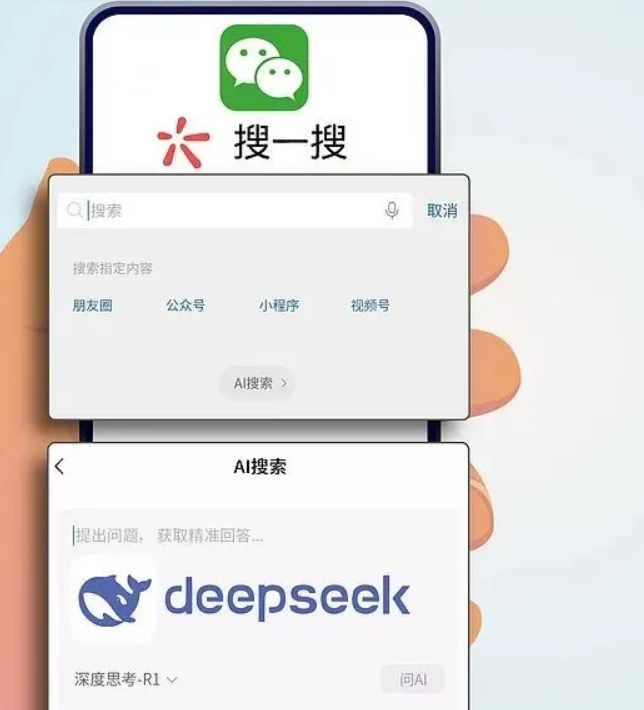 搜一搜
搜索 取消
搜索指定内容
朋友圈 公众号 小程序 视频号
AI搜索 >
< AI搜索
提出问题，获取精准回答...
deepseek
深度思考-R1 问AI